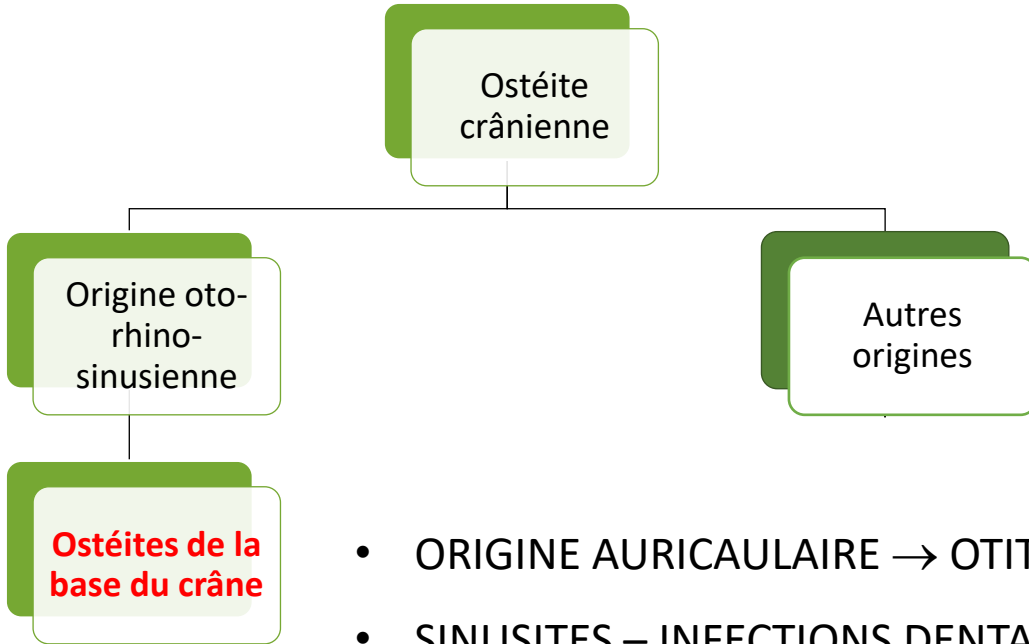 Ostéite
crânienne
Origine oto-
rhino-
sinusienne
Autres
origines
Ostéites de la
base du crâne
• ORIGINE AURICAULAIRE → OTIT
• SINUSITES – INFECTIONS DENTA